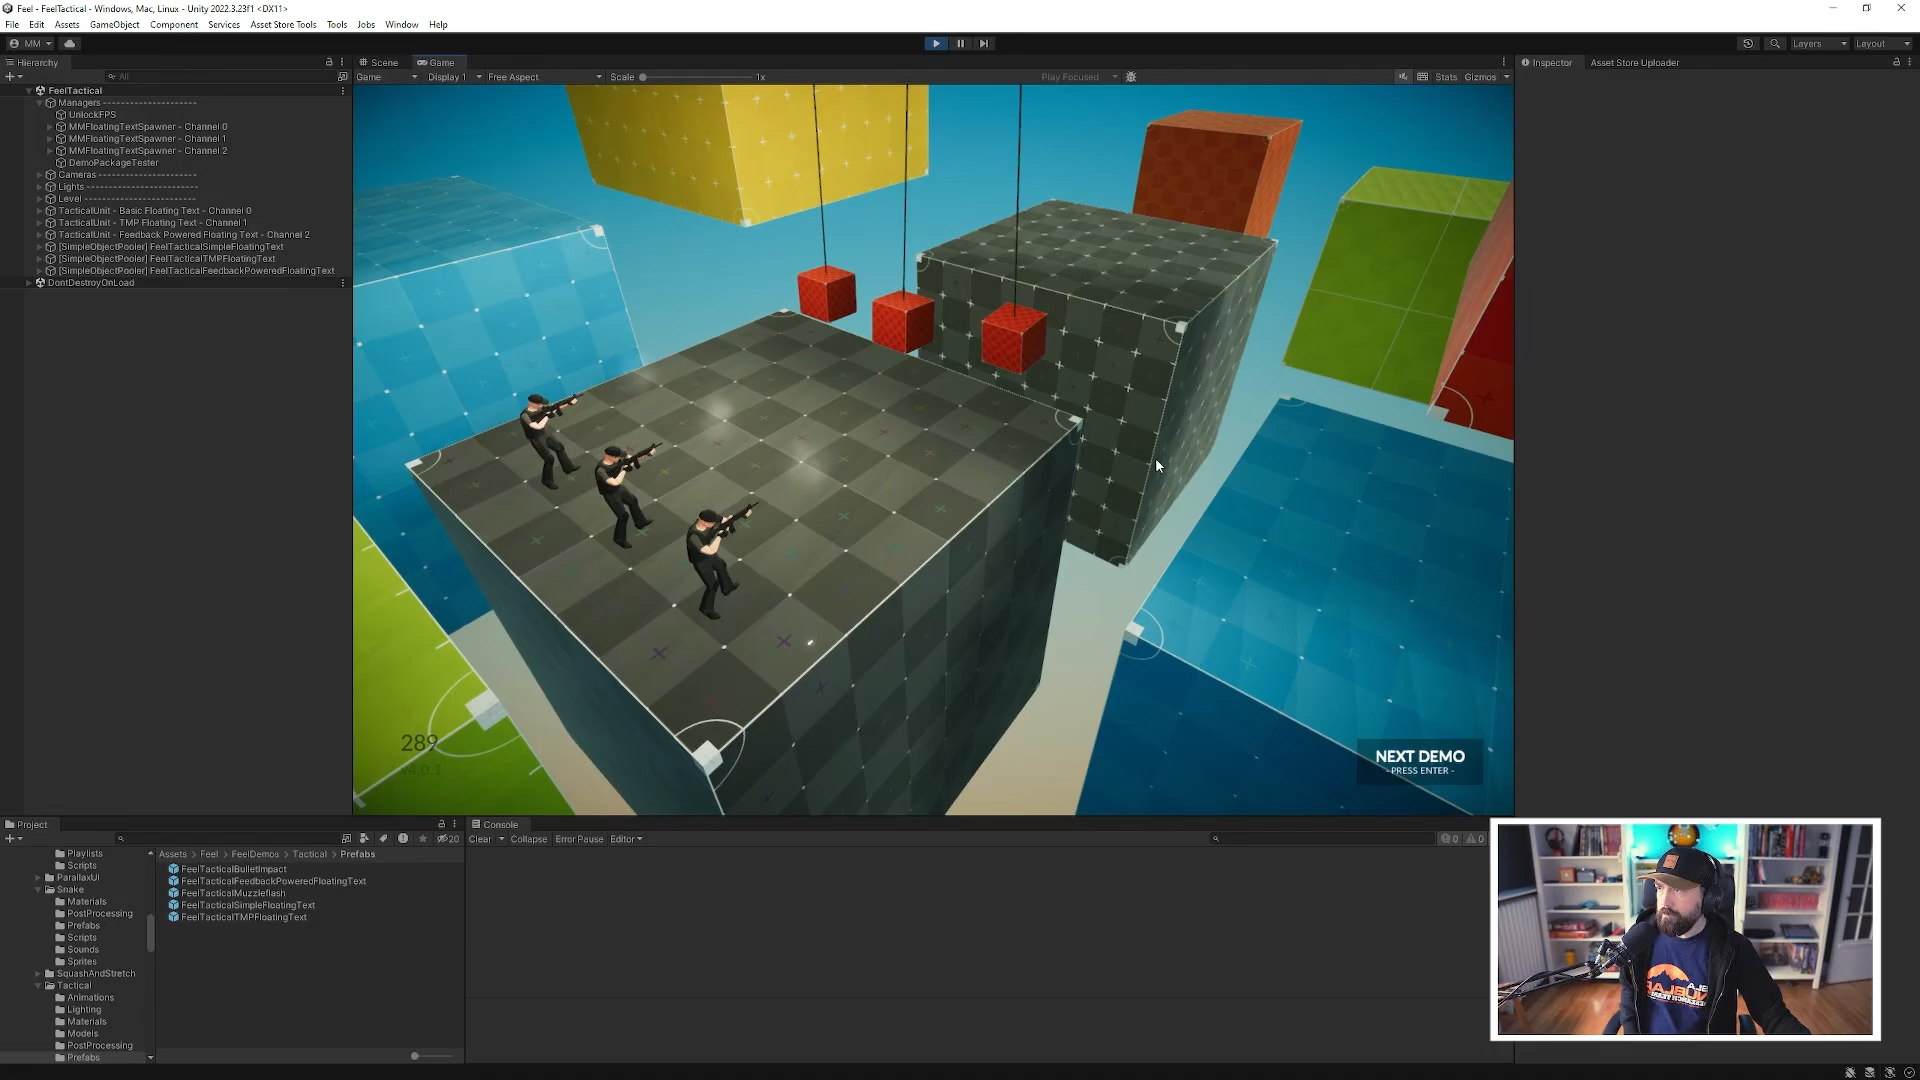 Feel - FeelTactical - Windows, Mac, Linux - Unity 2022.3.23f1 <DX11>
File Edit Assets GameObject Component Services Asset Store Tools Tools Jobs Window Help
MM
Layers Layout
Hierarchy
All
Scene Game
Game Display 1 Free Aspect Scale 1x Play Focused Stats Gizmos
Inspector Asset Store Uploader
FeelTactical
Managers ----------------------
UnlockFPS
MMFloatingTextSpawner - Channel 0
MMFloatingTextSpawner - Channel 1
MMFloatingTextSpawner - Channel 2
DemoPackageTester
Cameras -----------------------
Lights --------------------------
Level --------------------------
TacticalUnit - Basic Floating Text - Channel 0
TacticalUnit - TMP Floating Text - Channel 1
TacticalUnit - Feedback Powered Floating Text - Channel 2
[SimpleObjectPooler] FeelTacticalSimpleFloatingText
[SimpleObjectPooler] FeelTacticalTMPFloatingText
[SimpleObjectPooler] FeelTacticalFeedbackPoweredFloatingText
DontDestroyOnLoad
289
v4.0.1
NEXT DEMO
- PRESS ENTER -
Project
20
Playlists
Scripts
ParallaxUI
Snake
Materials
PostProcessing
Prefabs
Scripts
Sounds
Sprites
SquashAndStretch
Tactical
Animations
Lighting
Materials
Models
PostProcessing
Prefabs
Assets > Feel > FeelDemos > Tactical > Prefabs
FeelTacticalBulletImpact
FeelTacticalFeedbackPoweredFloatingText
FeelTacticalMuzzleflash
FeelTacticalSimpleFloatingText
FeelTacticalTMPFloatingText
Console
Clear Collapse Error Pause Editor
0 0